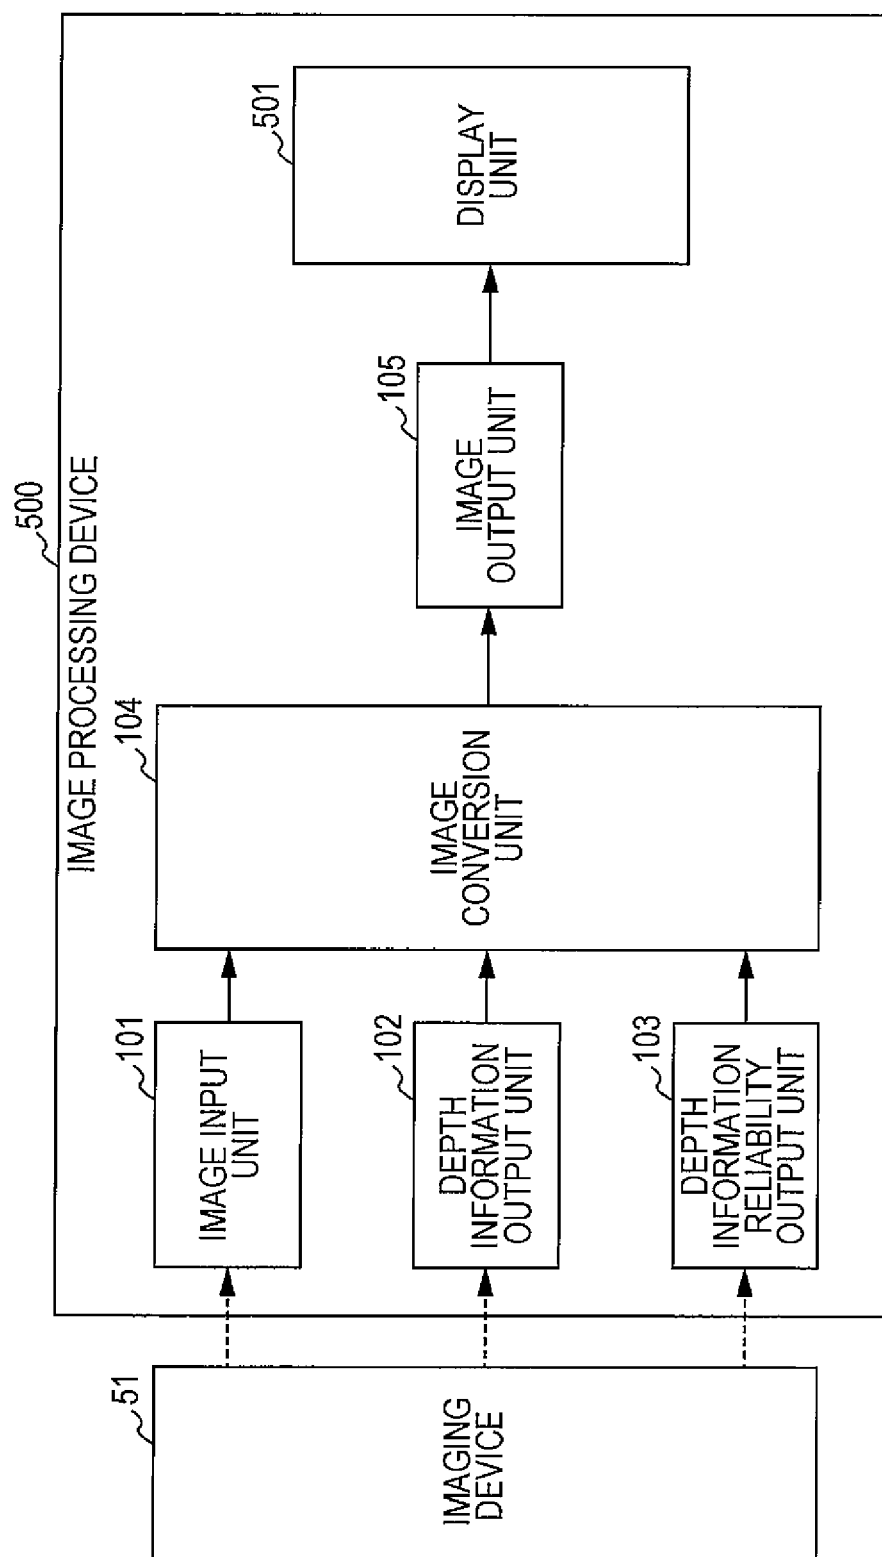 500
IMAGE PROCESSING DEVICE
51
IMAGING
DEVICE
101
IMAGE INPUT
UNIT
102
DEPTH
INFORMATION
OUTPUT UNIT
103
DEPTH
INFORMATION
RELIABILITY
OUTPUT UNIT
104
IMAGE
CONVERSION
UNIT
105
IMAGE
OUTPUT UNIT
501
DISPLAY
UNIT